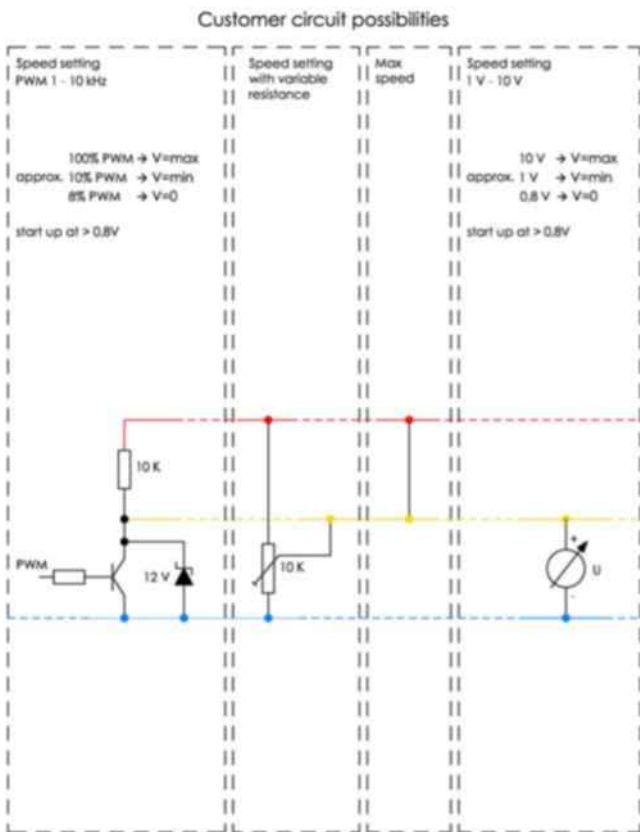 Customer circuit possibilities
Speed setting
PWM 1 - 10 kHz
100% PWM → V=max
approx. 10% PWM → V=min
8% PWM → V=0
start up at > 0,8V
10 K
PWM
12 V
Speed setting
with variable
resistance
10 K
Max
speed
Speed setting
1 V - 10 V
10 V → V=max
approx. 1 V → V=min
0,8 V → V=0
start up at > 0,8V
+
U
-